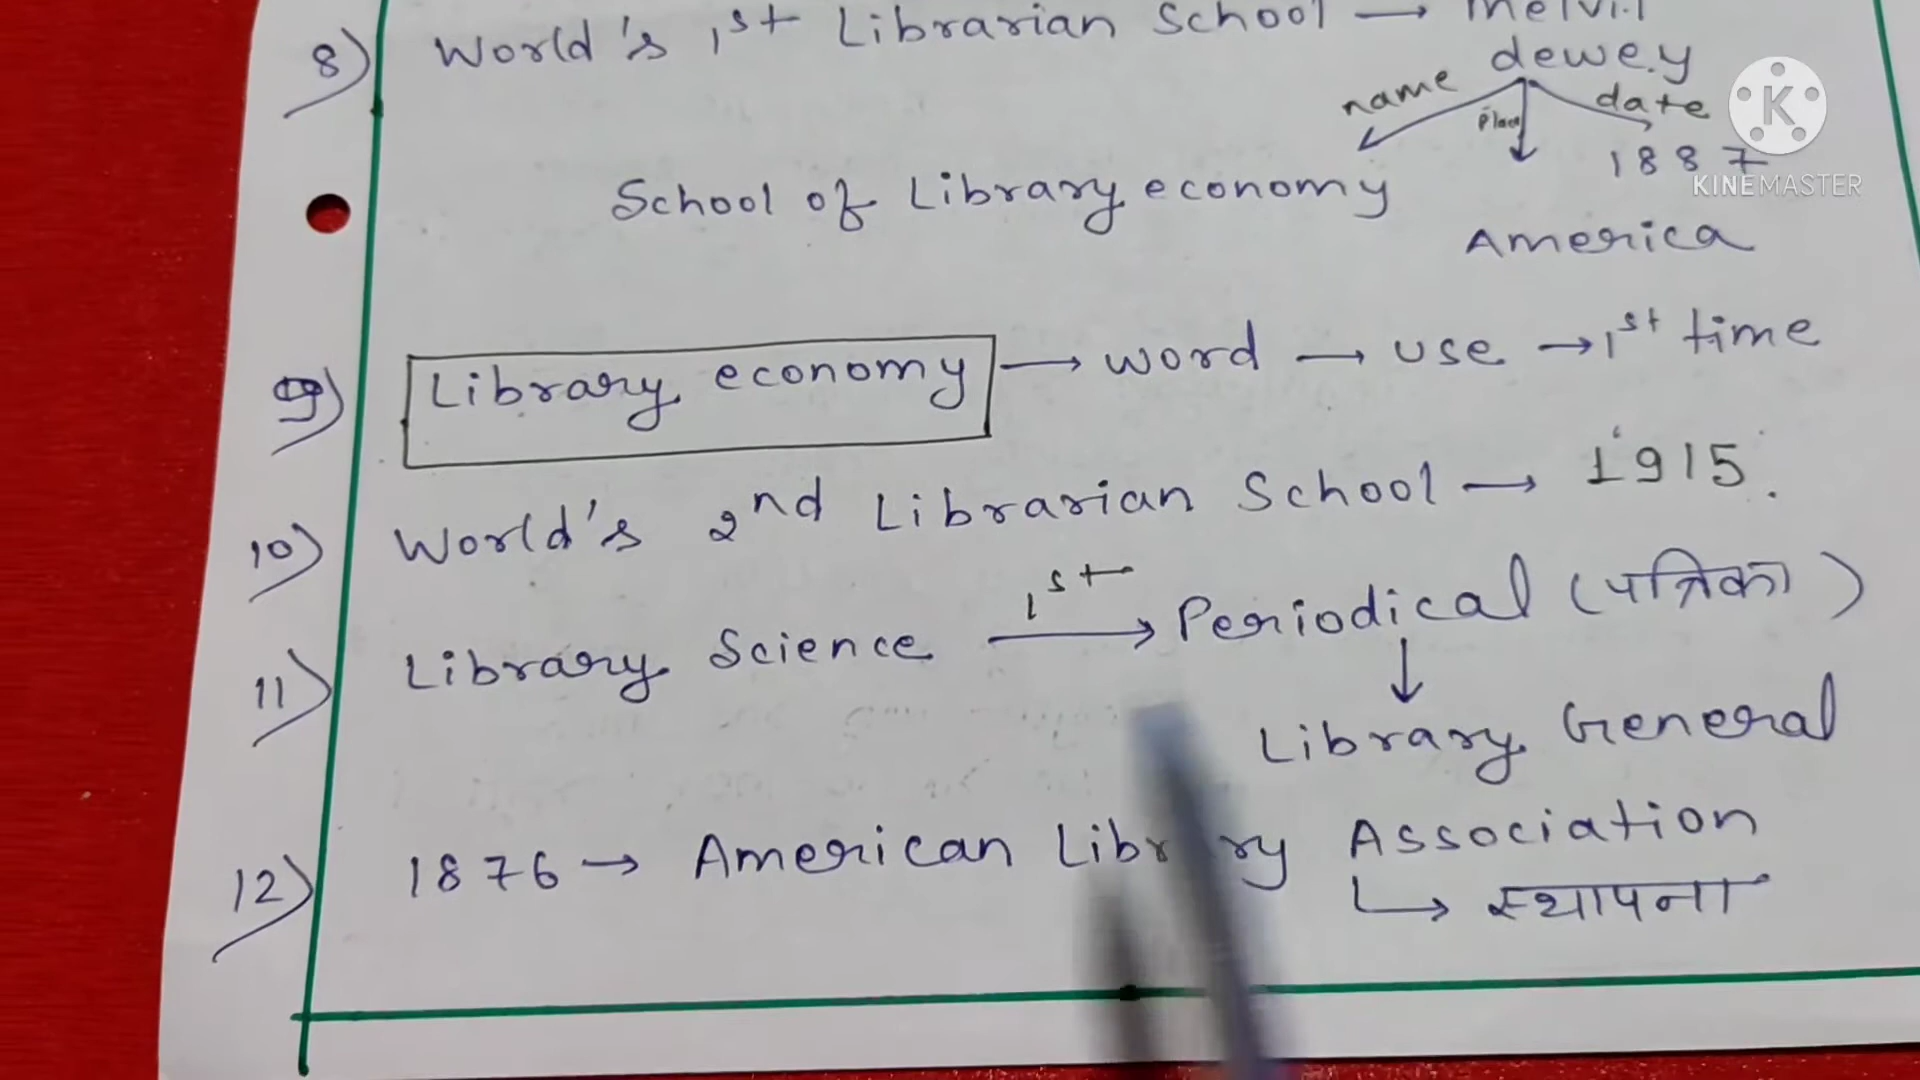 8) World's 1st Librarian School → Melvil
dewey
name place date
1887
School of Library economy
America
9) Library economy → word → use → 1st time
10) World's 2nd Librarian School → 1915.
11) Library Science 1st → Periodical (पत्रिका)
Library General
12) 1876 → American Library Association
→ स्थापना
KINEMASTER